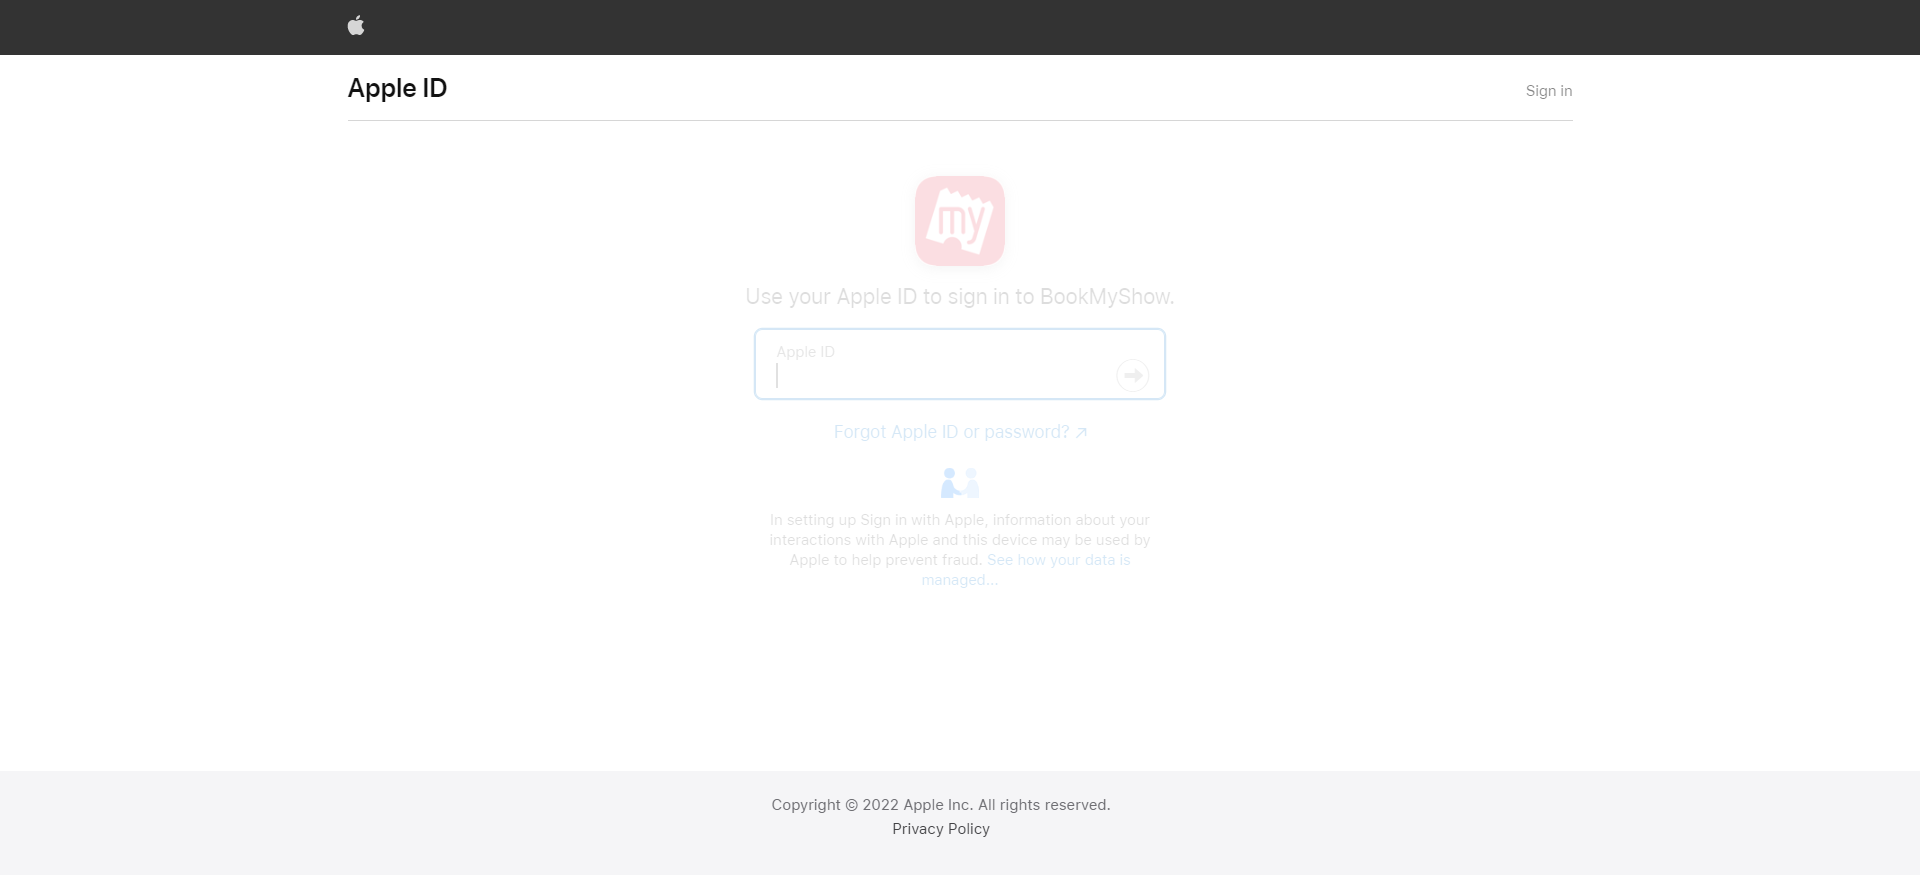 Apple ID
Sign in
my
Use your Apple ID to sign in to BookMyShow.
Apple ID
Forgot Apple ID or password? ↗
In setting up Sign in with Apple, information about your
interactions with Apple and this device may be used by
Apple to help prevent fraud. See how your data is
managed...
Copyright © 2022 Apple Inc. All rights reserved.
Privacy Policy